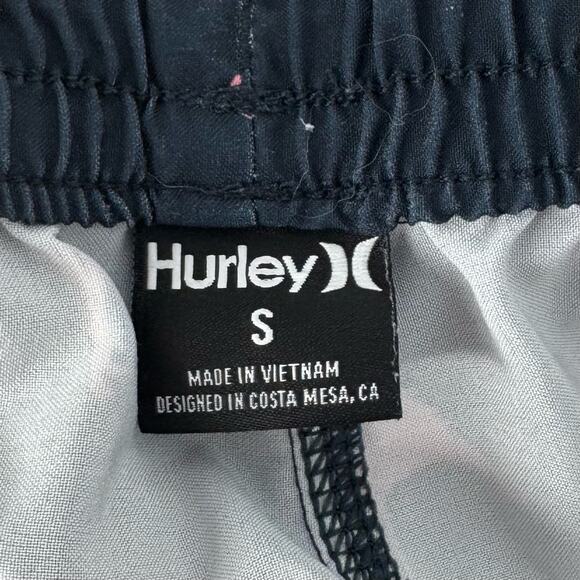 Hurley
S
MADE IN VIETNAM
DESIGNED IN COSTA MESA, CA